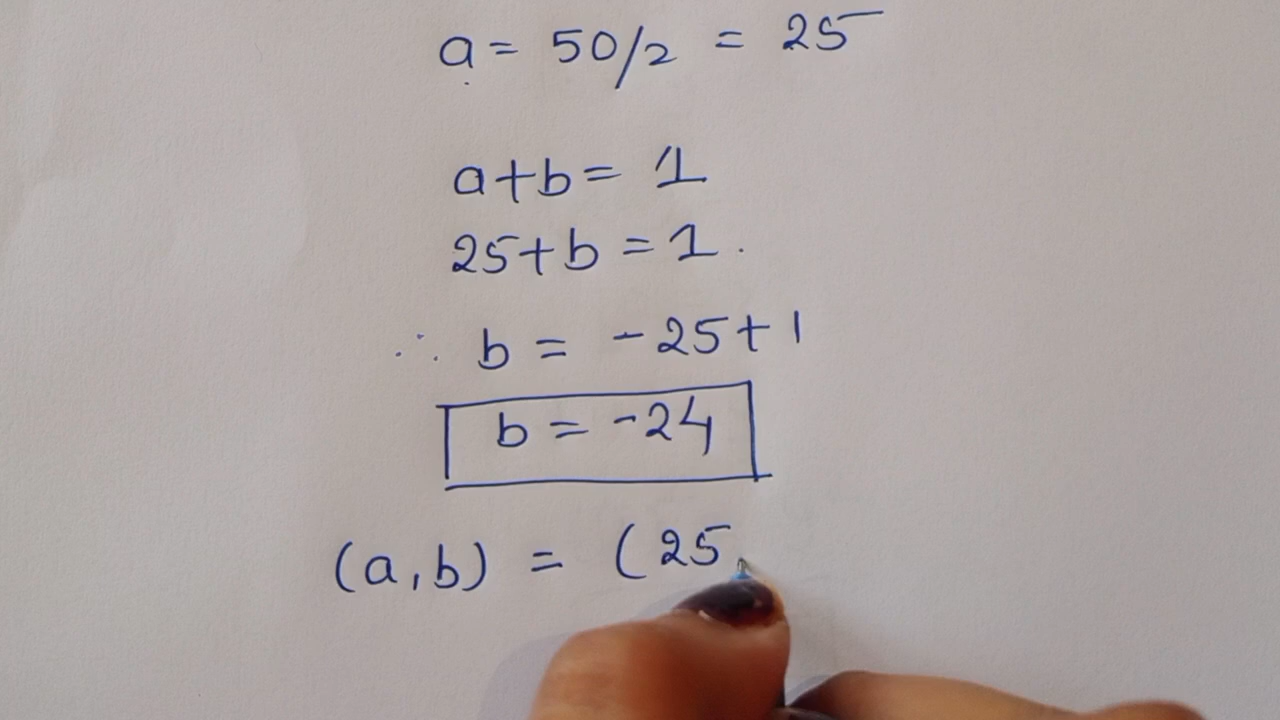 a = 50/2 = 25
a+b = 1
25+b = 1.
∴ b = -25+1
b = -24
(a,b) = (25,